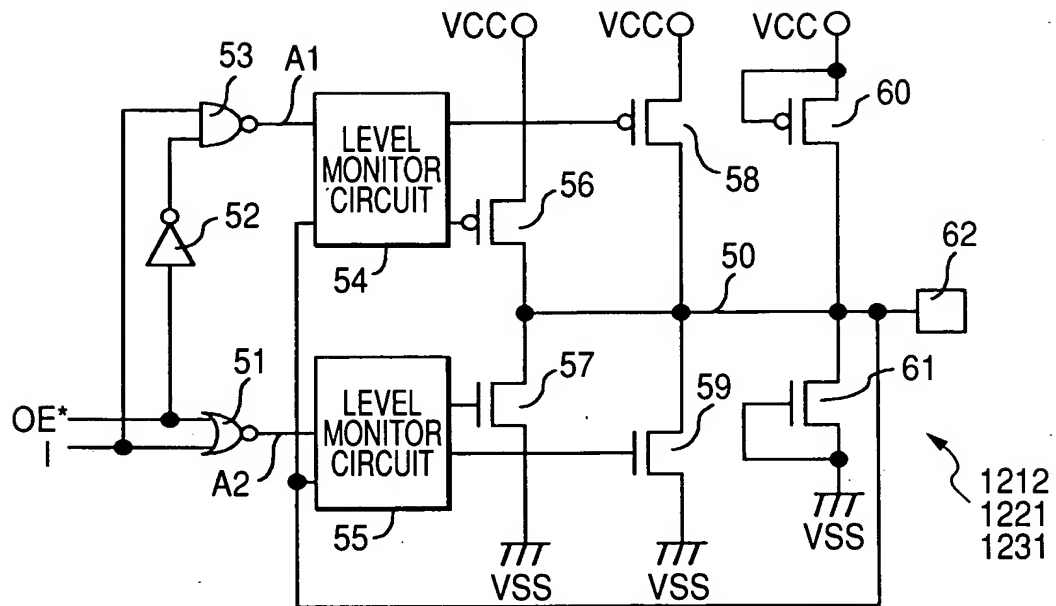 VCC
VCC
VCC
53
A1
60
LEVEL
MONITOR
CIRCUIT
58
56
52
62
54
50
51
57
61
OE*
I
LEVEL
MONITOR
CIRCUIT
59
A2
55
1212
1221
1231
VSS
VSS
VSS